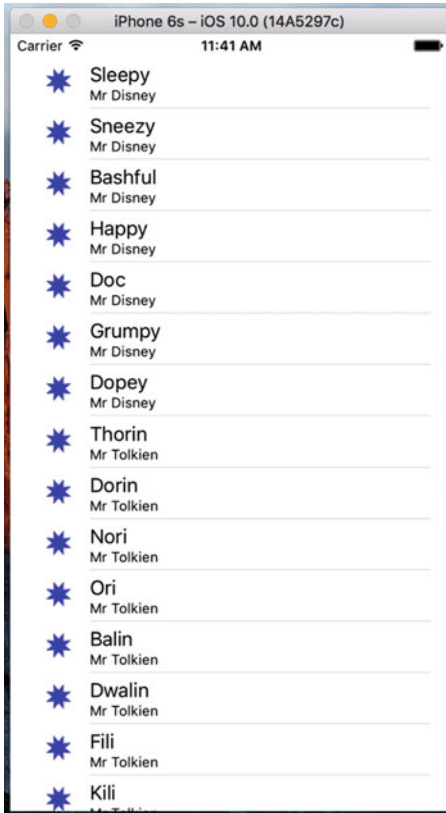 iPhone 6s – iOS 10.0 (14A5297c)
Carrier 11:41 AM
Sleepy
Mr Disney
Sneezy
Mr Disney
Bashful
Mr Disney
Happy
Mr Disney
Doc
Mr Disney
Grumpy
Mr Disney
Dopey
Mr Disney
Thorin
Mr Tolkien
Dorin
Mr Tolkien
Nori
Mr Tolkien
Ori
Mr Tolkien
Balin
Mr Tolkien
Dwalin
Mr Tolkien
Fili
Mr Tolkien
Kili